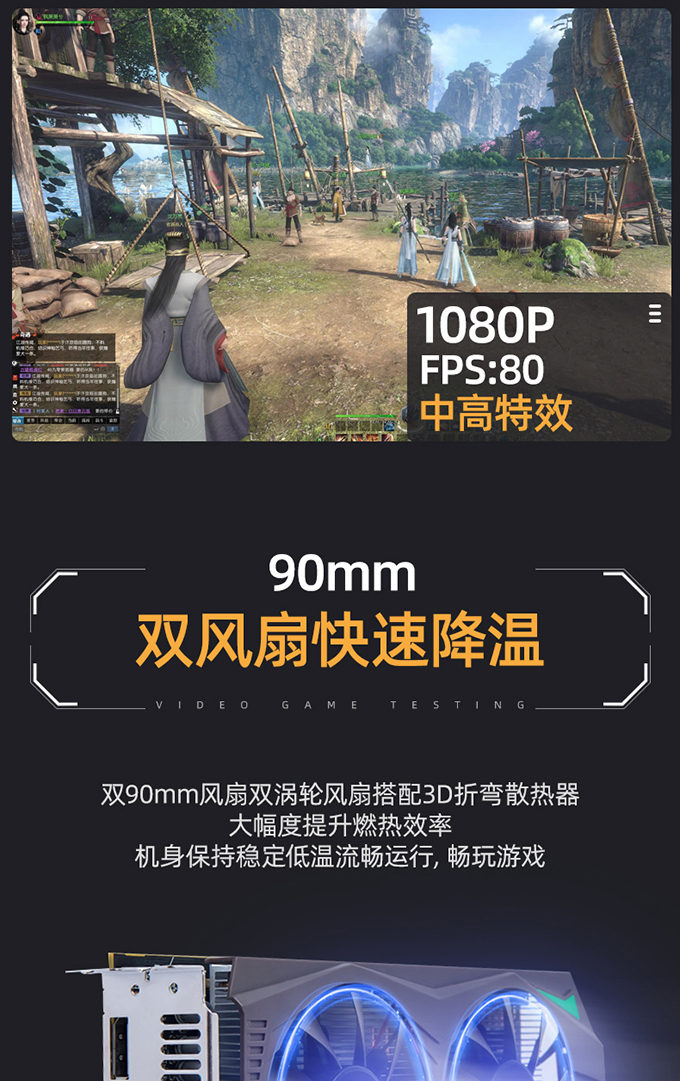 1080P
FPS:80
中高特效
90mm
双风扇快速降温
VIDEO GAME TESTING
双90mm风扇双涡轮风扇搭配3D折弯散热器
大幅度提升燃热效率
机身保持稳定低温流畅运行, 畅玩游戏